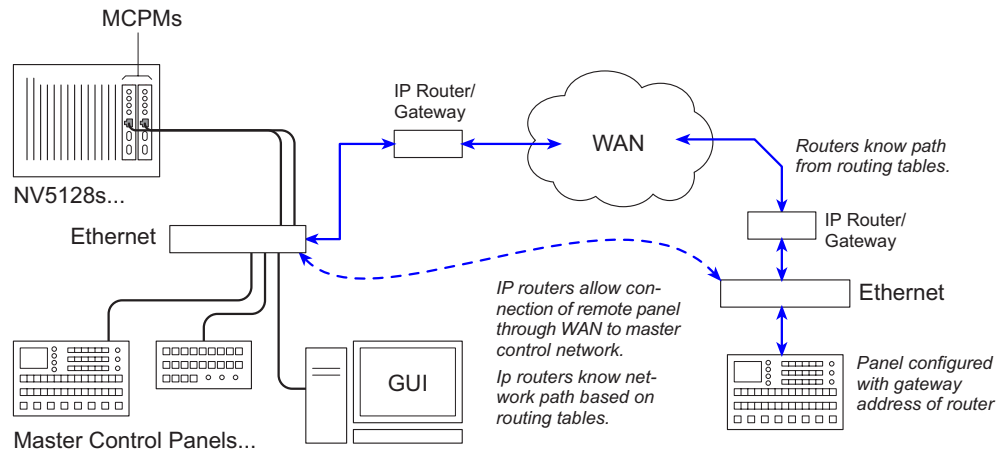 MCPMs
IP Router/
Gateway
WAN
Routers know path
from routing tables.
NV5128s...
IP Router/
Gateway
Ethernet
Ethernet
IP routers allow con-
nection of remote panel
through WAN to master
control network.
Ip routers know net-
work path based on
routing tables.
GUI
Panel configured
with gateway
address of router
Master Control Panels...